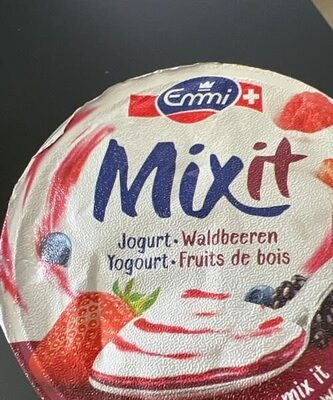 Emmi
Mixit
Jogurt • Waldbeeren
Yogourt • Fruits de bois
mix it